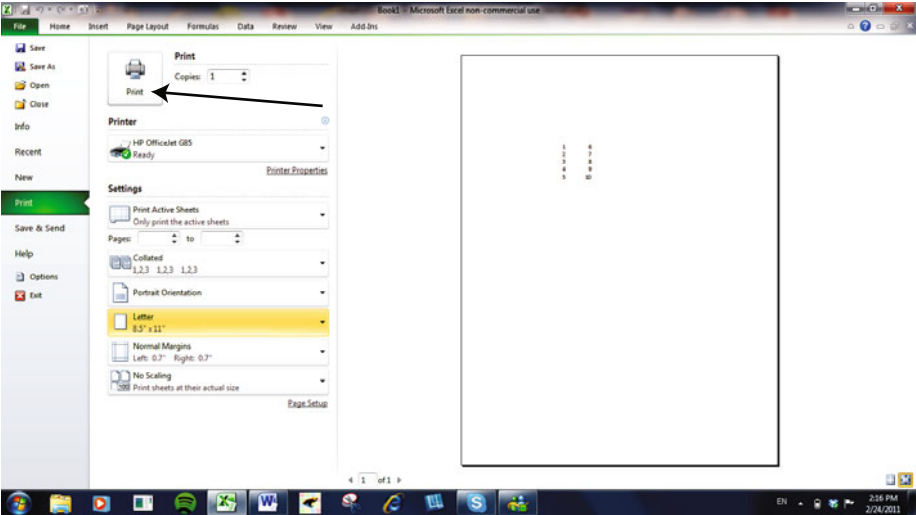 Book1 - Microsoft Excel non-commercial use
File Home Insert Page Layout Formulas Data Review View Add-Ins
Save
Save As
Open
Close
Info
Recent
New
Print
Save & Send
Help
Options
Exit
Print
Copies: 1
Print
Printer
HP OfficeJet G85
Ready
Printer Properties
Settings
Print Active Sheets
Only print the active sheets
Pages: to
Collated
1,2,3 1,2,3 1,2,3
Portrait Orientation
Letter
8.5" x 11"
Normal Margins
Left: 0.7" Right: 0.7"
No Scaling
Print sheets at their actual size
Page Setup
1 6
2 7
3 8
4 9
5 10
1 of 1
EN
2:16 PM
2/24/2011